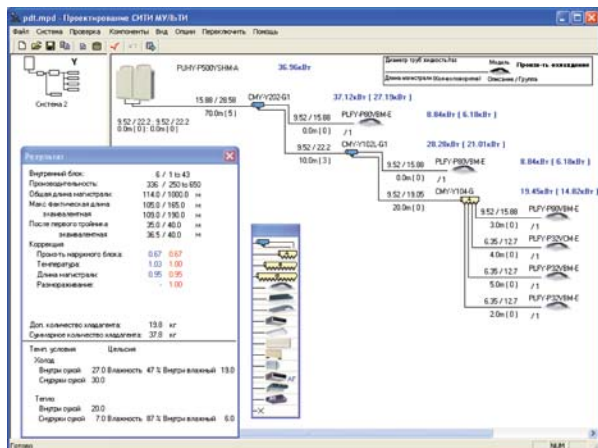 pdt.mpd - Проектирование СИТИ МУЛЬТИ
Файл Система Проверка Компоненты Вид Опции Переключить Помощь
Y
Система 2
PUHY-P500YSHM-A
36.96кВт
Диаметр труб: жидкость/газ
Модель
Произв-ть охлаждения
Длина магистрали
Описание / Группа
15.88 / 28.58
CMY-Y202-G1
37.12кВт ( 27.19кВт )
70.0m ( 5 )
9.52 / 22.2 ; 9.52 / 22.2
0.0m ( 0 ) ; 0.0m ( 0 )
9.52 / 15.88
PLFY-P80VBM-E
8.84кВт ( 6.18кВт )
0.0m ( 0 )
/1
9.52 / 22.2
CMY-Y102L-G1
28.28кВт ( 21.01кВт )
10.0m ( 3 )
9.52 / 15.88
PLFY-P80VBM-E
8.84кВт ( 6.18кВт )
0.0m ( 0 )
/1
9.52 / 19.05
CMY-Y104-G
19.45кВт ( 14.82кВт )
20.0m ( 0 )
9.52 / 15.88
PLFY-P80VBM-E
3.0m ( 0 )
/1
6.35 / 12.7
PLFY-P32VCM-E
4.0m ( 0 )
/1
6.35 / 12.7
PLFY-P32VBM-E
5.0m ( 0 )
/1
6.35 / 12.7
PLFY-P32VBM-E
2.0m ( 0 )
/1
Результат
Внутренний блок: 6 / 1 to 43
Производительность: 336 / 250 to 650
Общая длина магистрали: 114.0 / 1000.0 м
Макс фактическая длина 105.0 / 165.0 м
эквивалентная 109.0 / 190.0 м
После первого тройника 35.0 / 40.0 м
эквивалентная 36.5 / 40.0 м
Коррекция
Произв-ть наружного блока: 0.67 0.67
Температура: 1.03 1.00
Длина магистрали: 0.95 0.95
Размораживание: - 1.00
Доп. количество хладагента: 19.8 кг
Суммарное количество хладагента: 37.8 кг
Темп. условия Цельсия
Холод
Внутри сухой 27.0 Влажность 47 % Внутри влажный 19.0
Снаружи сухой 30.0
Тепло
Внутри сухой 20.0
Снаружи сухой 7.0 Влажность 87 % Внутри влажный 6.0
Готово
NUM